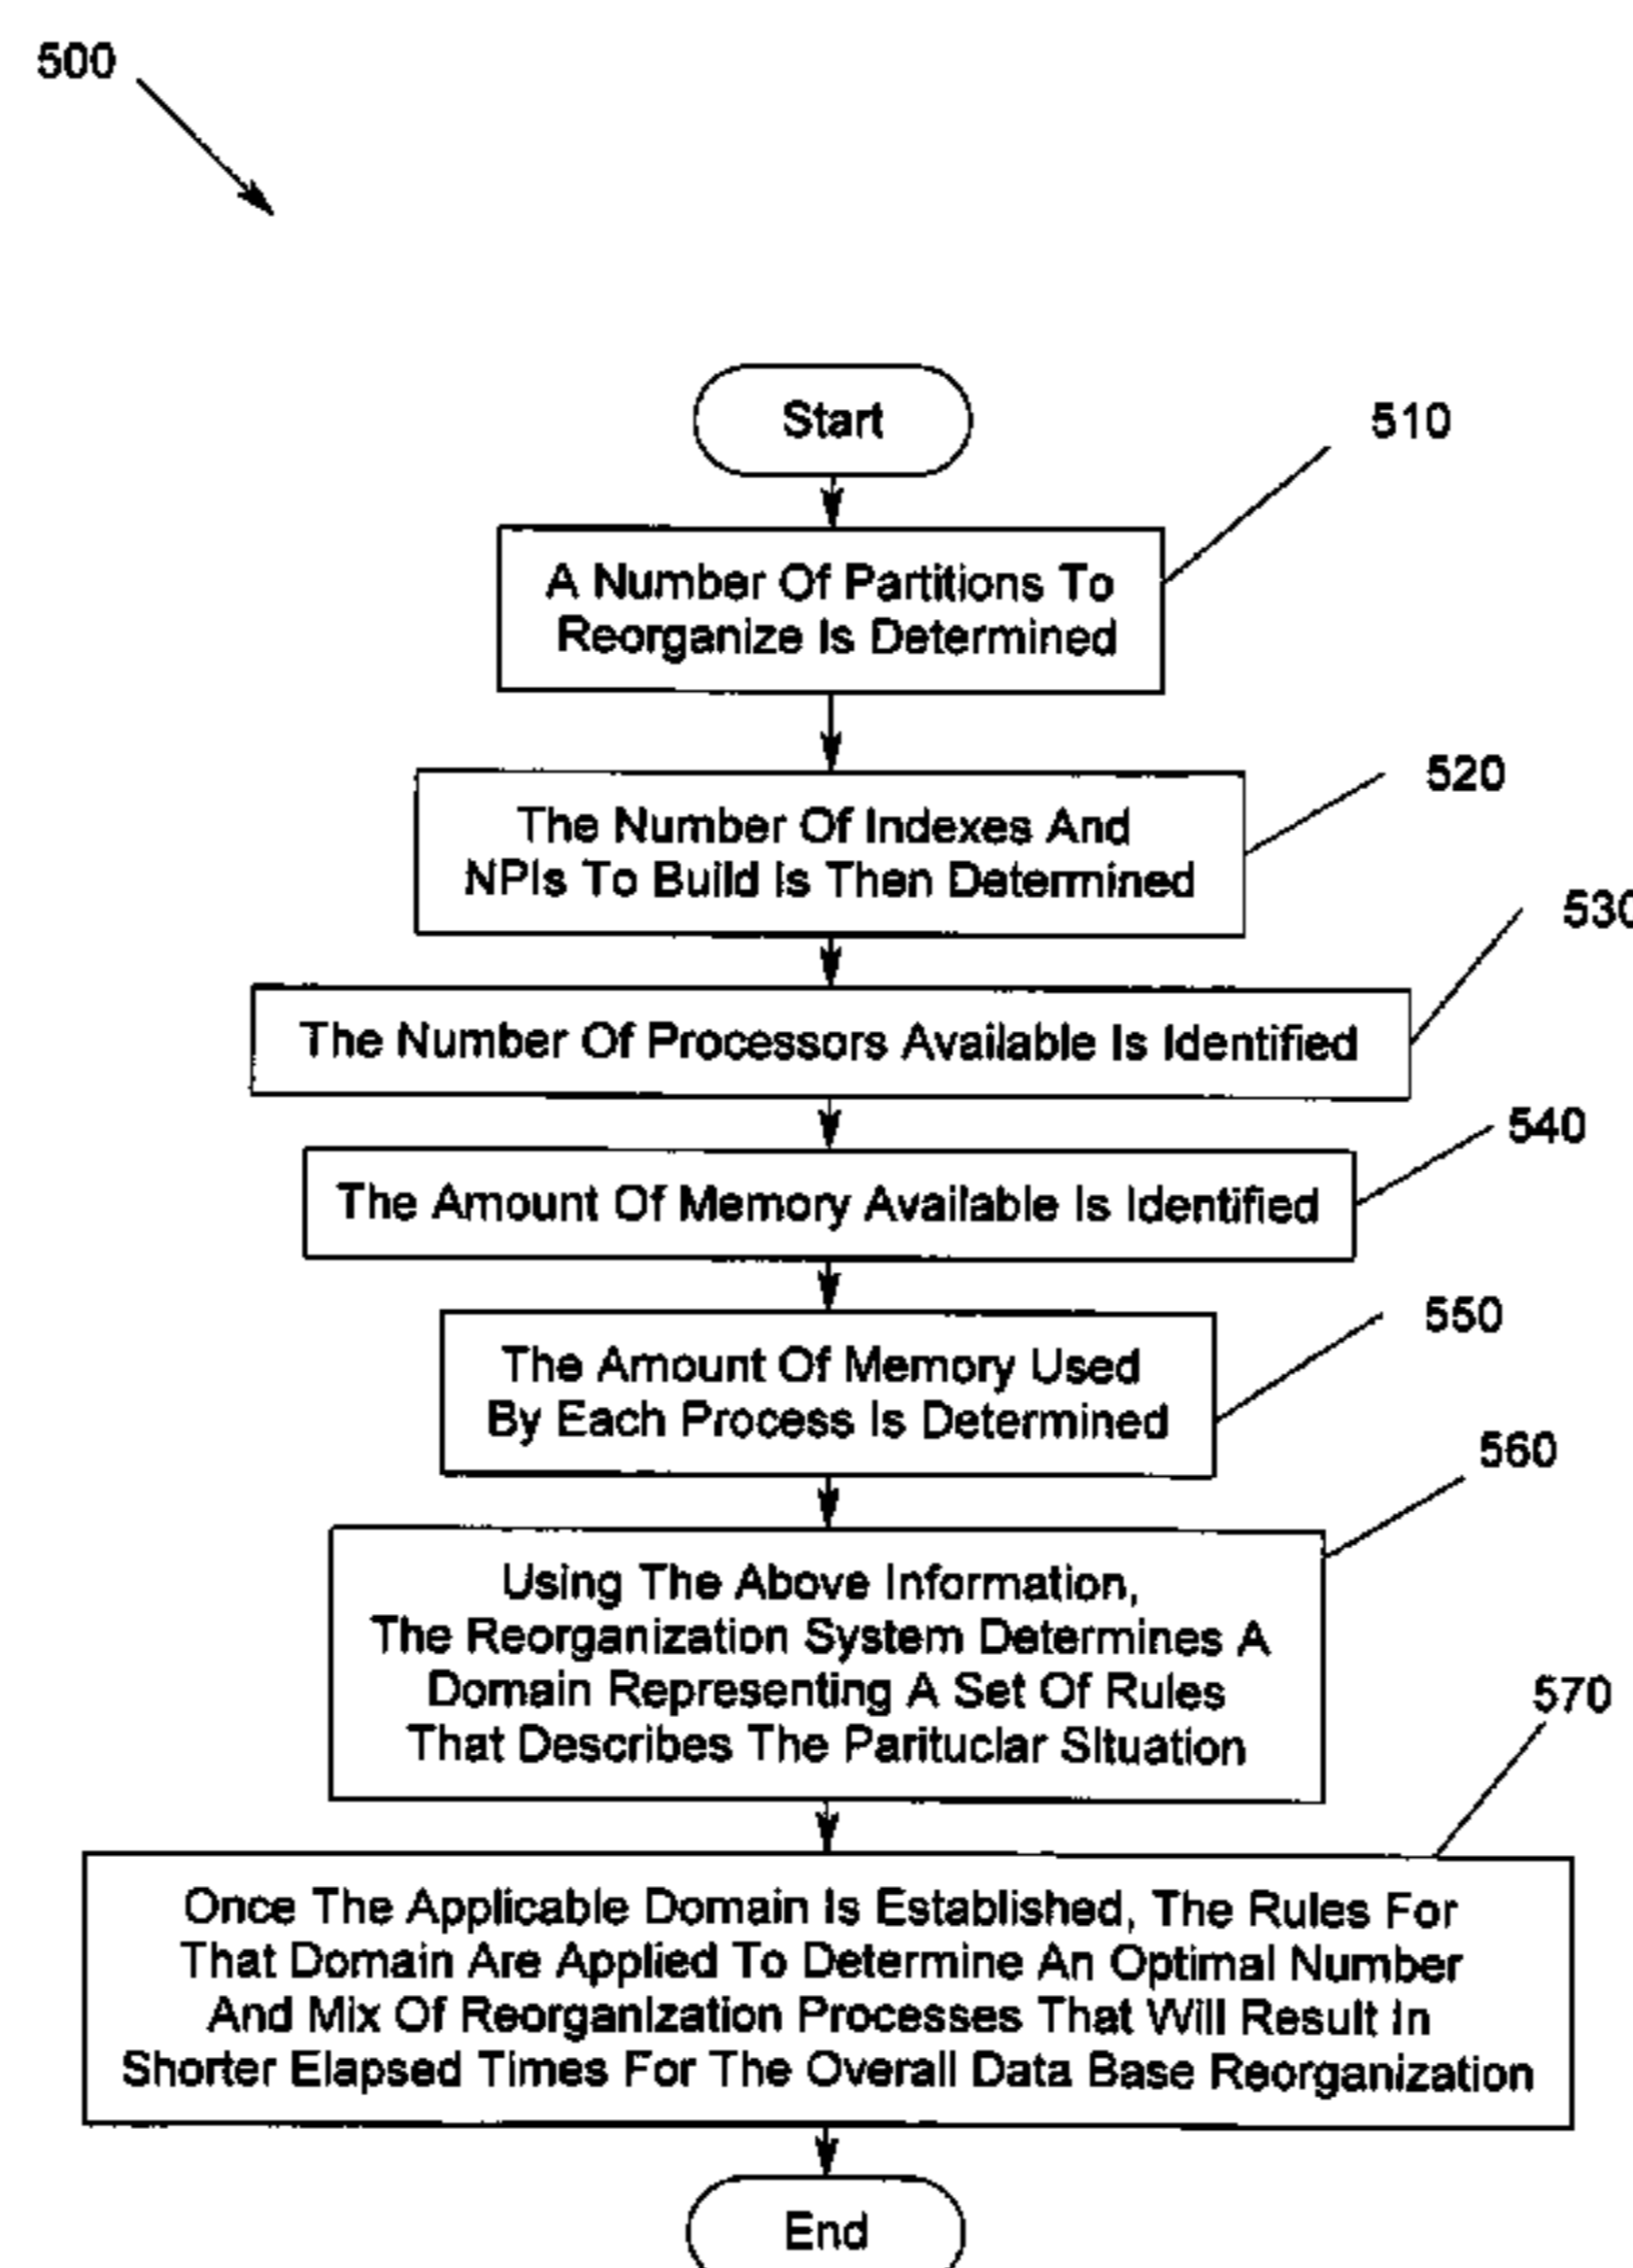 500
Start
510
A Number Of Partitions To
Reorganize Is Determined
520
The Number Of Indexes And
NPIs To Build Is Then Determined
530
The Number Of Processors Available Is Identified
540
The Amount Of Memory Available Is Identified
550
The Amount Of Memory Used
By Each Process Is Determined
560
Using The Above Information,
The Reorganization System Determines A
Domain Representing A Set Of Rules
That Describes The Parituclar Situation
570
Once The Applicable Domain Is Established, The Rules For
That Domain Are Applied To Determine An Optimal Number
And Mix Of Reorganization Processes That Will Result In
Shorter Elapsed Times For The Overall Data Base Reorganization
End